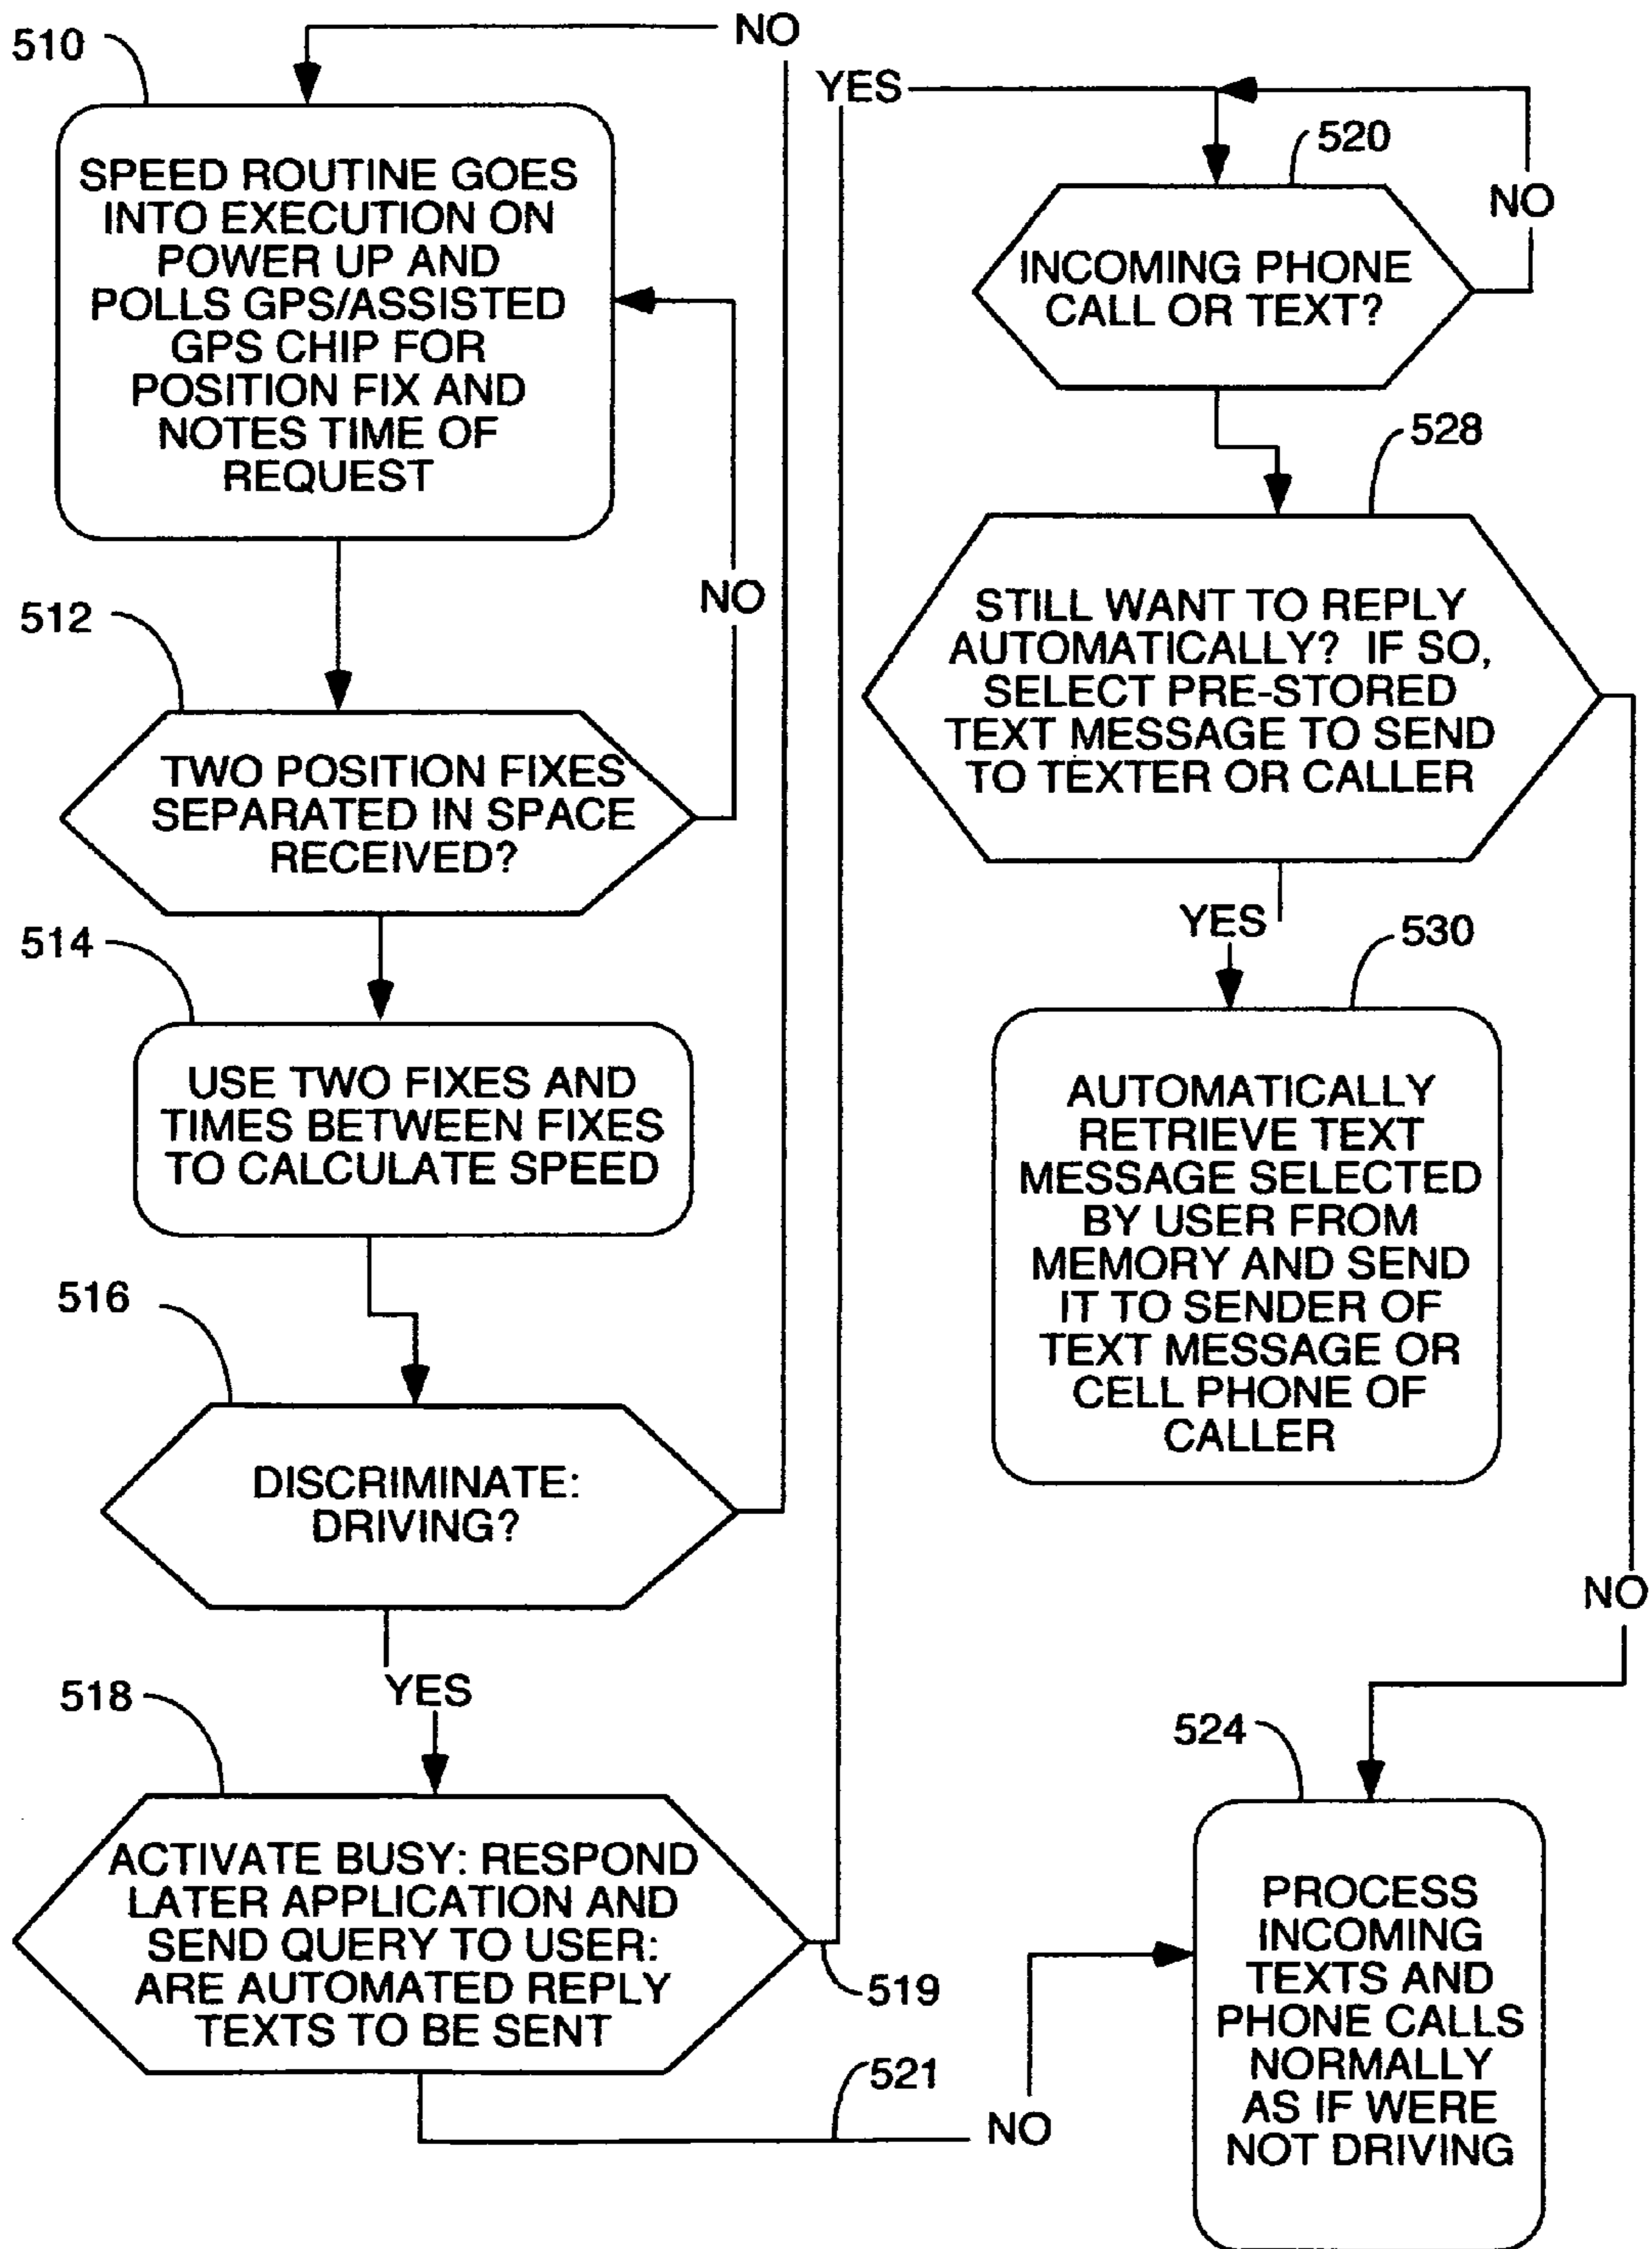 510
NO
SPEED ROUTINE GOES
INTO EXECUTION ON
POWER UP AND
POLLS GPS/ASSISTED
GPS CHIP FOR
POSITION FIX AND
NOTES TIME OF
REQUEST
NO
512
TWO POSITION FIXES
SEPARATED IN SPACE
RECEIVED?
514
USE TWO FIXES AND
TIMES BETWEEN FIXES
TO CALCULATE SPEED
516
DISCRIMINATE:
DRIVING?
YES
518
ACTIVATE BUSY: RESPOND
LATER APPLICATION AND
SEND QUERY TO USER:
ARE AUTOMATED REPLY
TEXTS TO BE SENT
519
521
NO
YES
520
NO
INCOMING PHONE
CALL OR TEXT?
528
STILL WANT TO REPLY
AUTOMATICALLY? IF SO,
SELECT PRE-STORED
TEXT MESSAGE TO SEND
TO TEXTER OR CALLER
YES
530
AUTOMATICALLY
RETRIEVE TEXT
MESSAGE SELECTED
BY USER FROM
MEMORY AND SEND
IT TO SENDER OF
TEXT MESSAGE OR
CELL PHONE OF
CALLER
NO
524
PROCESS
INCOMING
TEXTS AND
PHONE CALLS
NORMALLY
AS IF WERE
NOT DRIVING